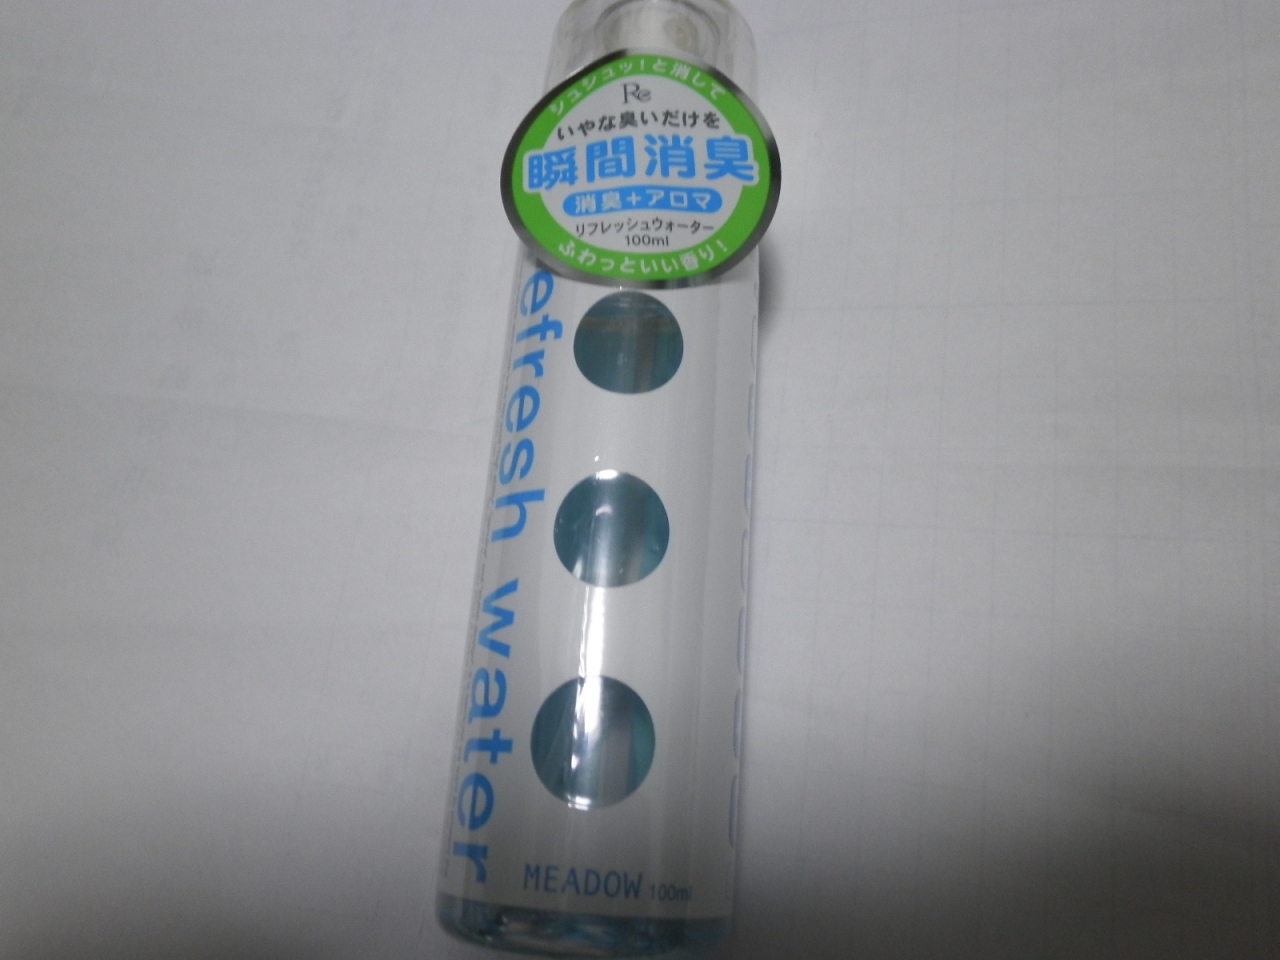 シュシュッ!と消して
Re
いやな臭いだけを
瞬間消臭
消臭+アロマ
リフレッシュウォーター
100ml
ふわっといい香り!
efresh water
MEADOW 100ml